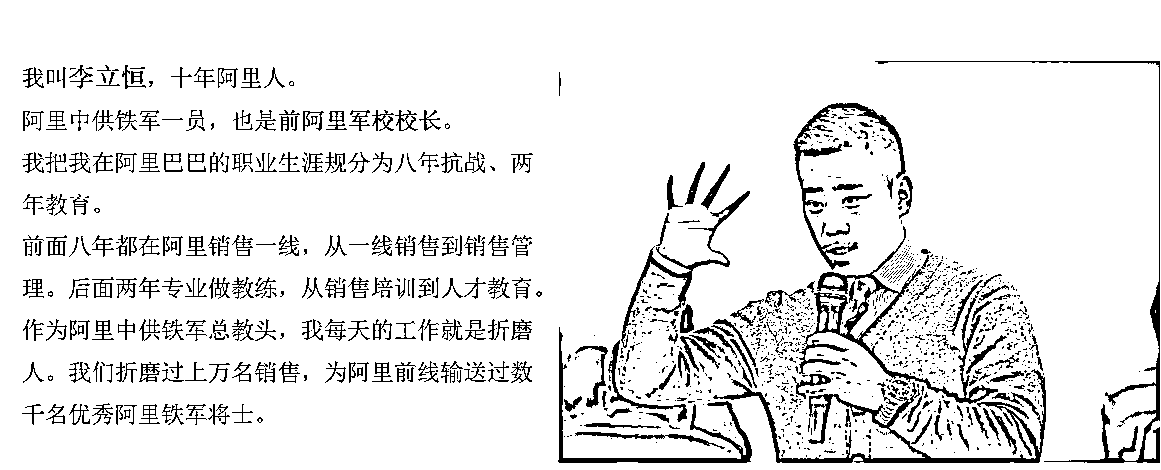 我叫李立恒，十年阿里人。
阿里中供铁军一员，也是前阿里军校校长。
我把我在阿里巴巴的职业生涯规分为八年抗战、两
年教育。
前面八年都在阿里销售一线，从一线销售到销售管
理。后面两年专业做教练，从销售培训到人才教育。
作为阿里中供铁军总教头，我每天的工作就是折磨
人。我们折磨过上万名销售，为阿里前线输送过数
千名优秀阿里铁军将士。